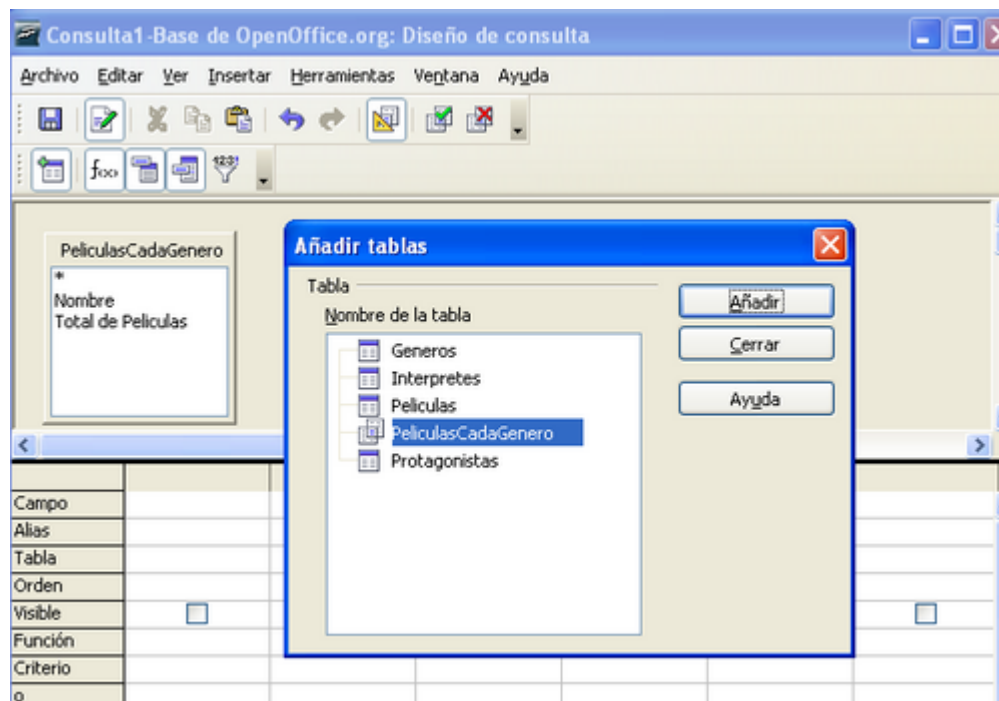 Consulta1-Base de OpenOffice.org: Diseño de consulta
Archivo Editar Ver Insertar Herramientas Ventana Ayuda
PeliculasCadaGenero
*
Nombre
Total de Peliculas
Añadir tablas
Tabla
Nombre de la tabla
Generos
Interpretes
Peliculas
PeliculasCadaGenero
Protagonistas
Añadir
Cerrar
Ayuda
Campo
Alias
Tabla
Orden
Visible
Función
Criterio
o